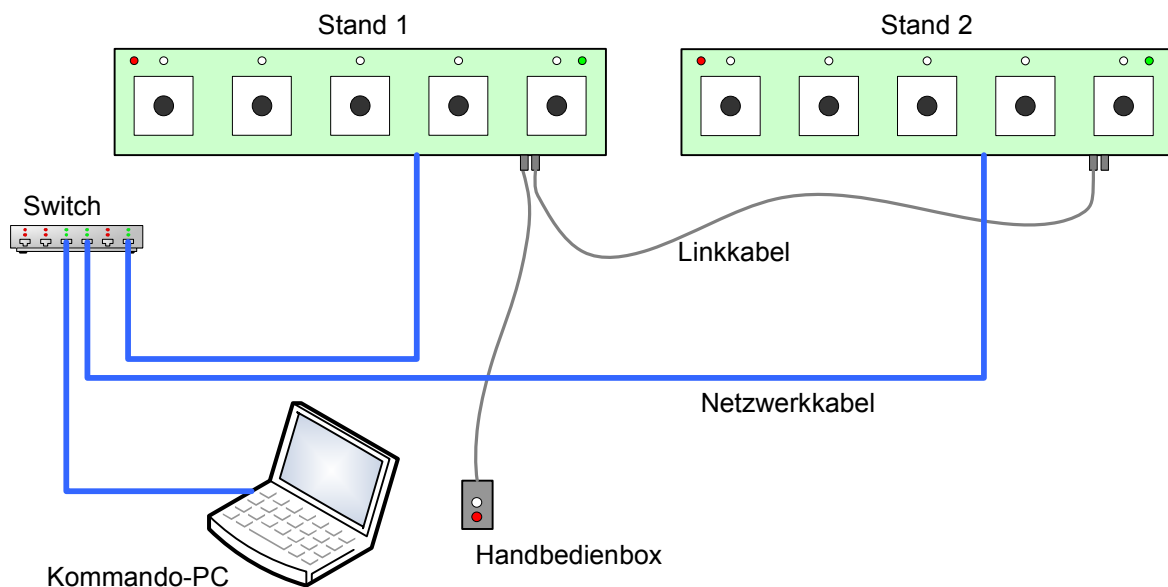 Stand 1
Stand 2
Switch
Linkkabel
Netzwerkkabel
Handbedienbox
Kommando-PC